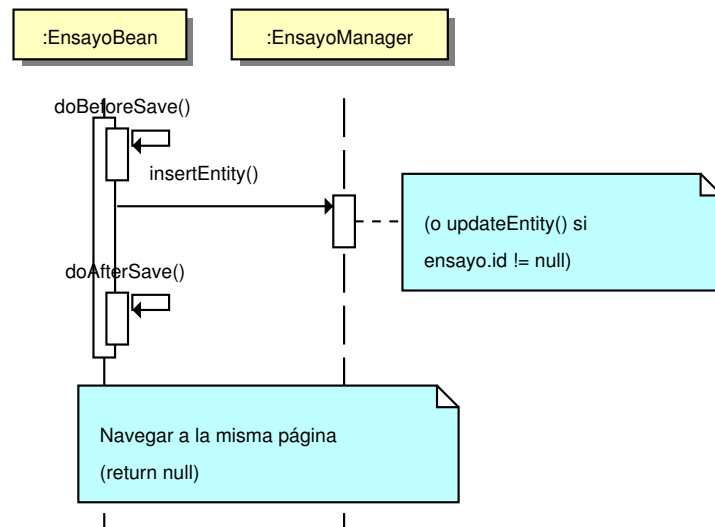 :EnsayoBean
:EnsayoManager
doBeforeSave()
insertEntity()
(o updateEntity() si
ensayo.id != null)
doAfterSave()
Navegar a la misma página
(return null)